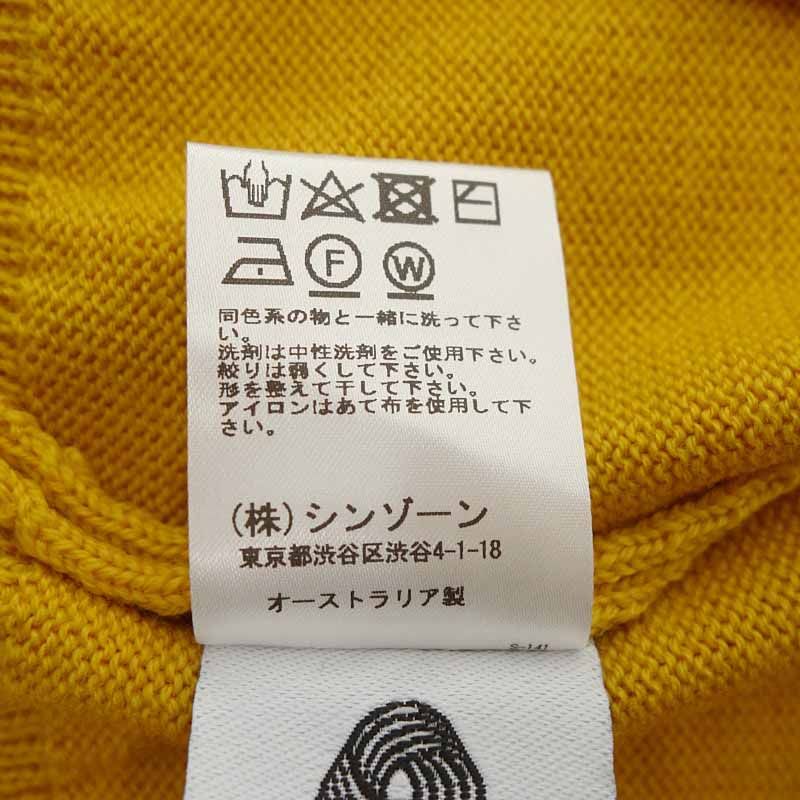 F W
同色系の物と一緒に洗って下さ
い。
洗剤は中性洗剤をご使用下さい。
絞りは弱くして下さい。
形を整えて干して下さい。
アイロンはあて布を使用して下
さい。
(株)シンゾーン
東京都渋谷区渋谷4-1-18
オーストラリア製
S-141